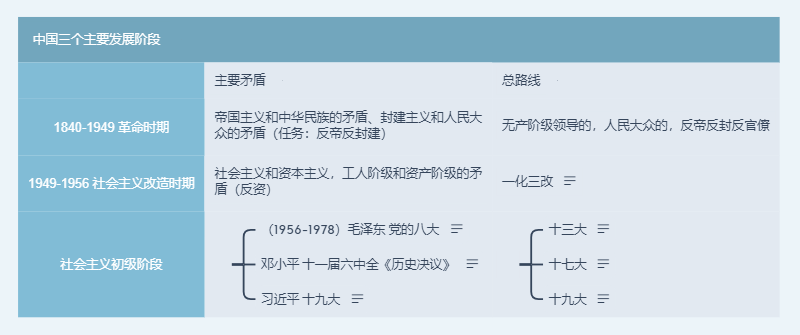 中国三个主要发展阶段
主要矛盾
总路线
1840-1949 革命时期
帝国主义和中华民族的矛盾、封建主义和人民大
众的矛盾（任务：反帝反封建）
无产阶级领导的，人民大众的，反帝反封反官僚
1949-1956 社会主义改造时期
社会主义和资本主义，工人阶级和资产阶级的矛
盾（反资）
一化三改
社会主义初级阶段
（1956-1978）毛泽东 党的八大
邓小平 十一届六中全《历史决议》
习近平 十九大
十三大
十七大
十九大